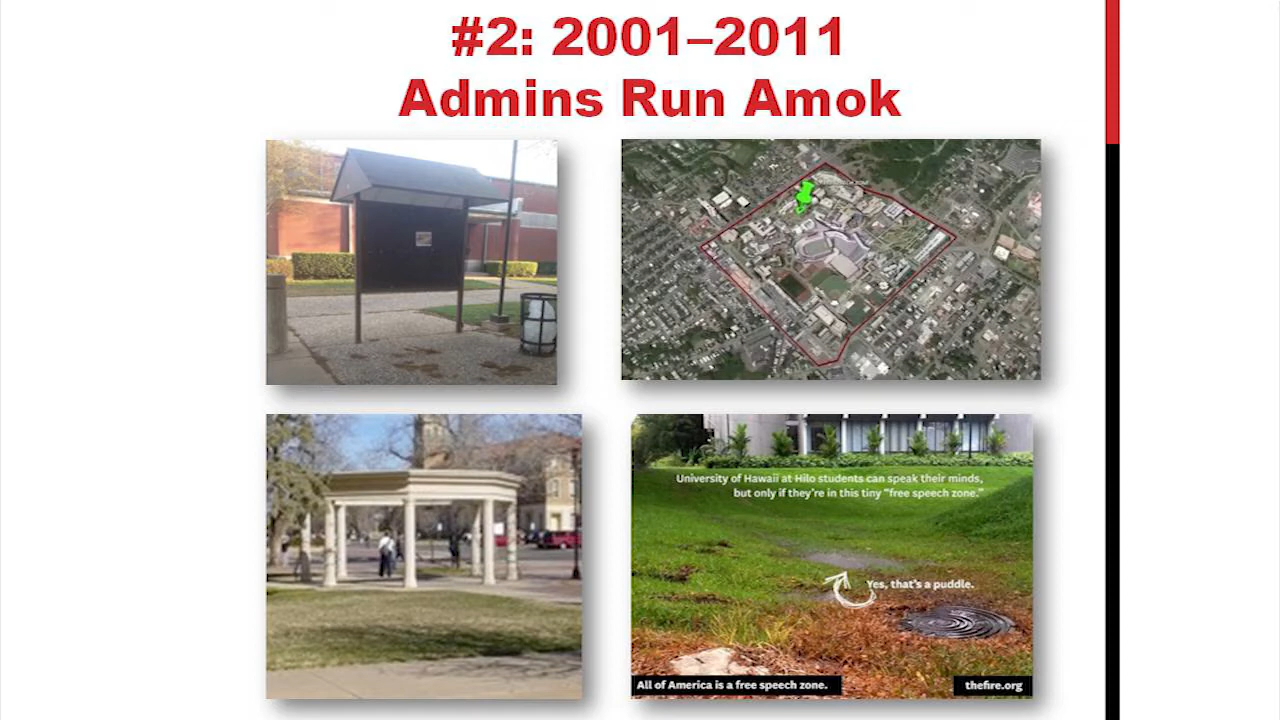 #2: 2001–2011
Admins Run Amok
University of Hawaii at Hilo students can speak their minds,
but only if they're in this tiny "free speech zone."
Yes, that's a puddle.
All of America is a free speech zone.
thefire.org